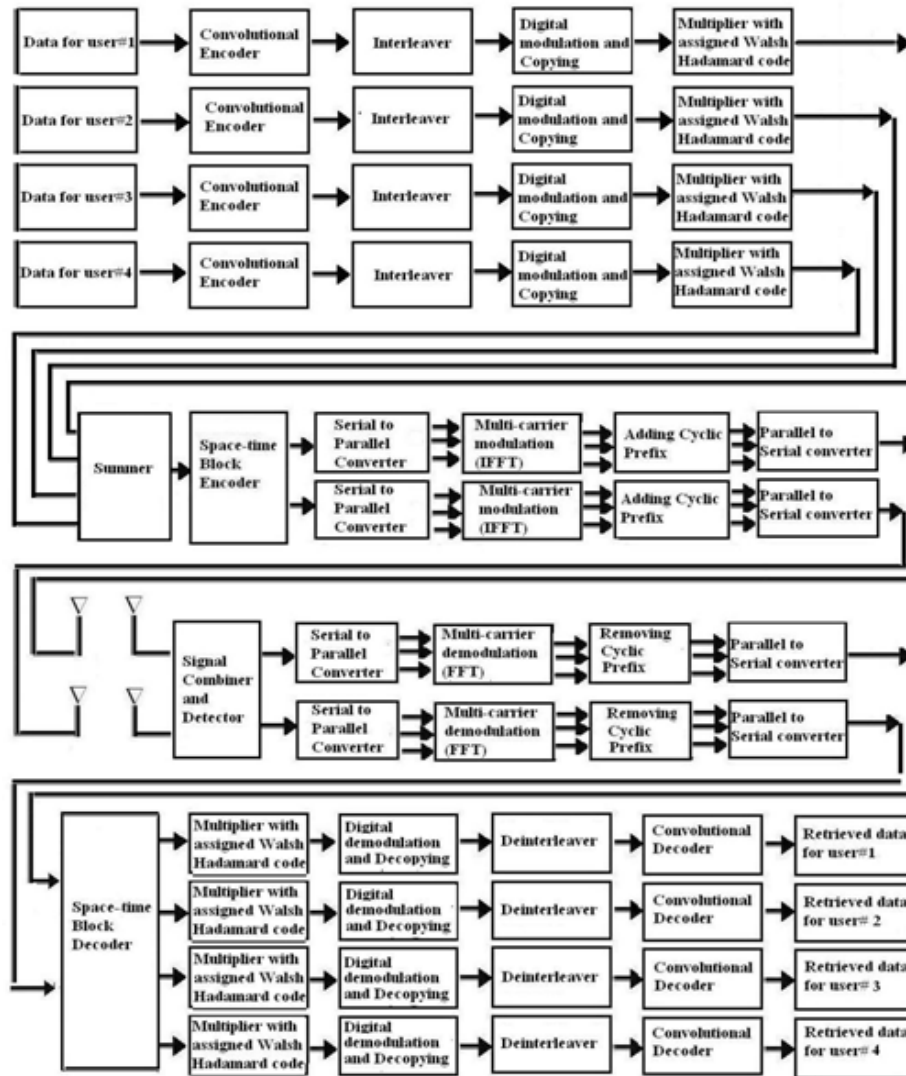 Data for user#1
Convolutional
Encoder
Interleaver
Digital
modulation and
Copying
Multiplier with
assigned Walsh
Hadamard code
Data for user#2
Convolutional
Encoder
Interleaver
Digital
modulation and
Copying
Multiplier with
assigned Walsh
Hadamard code
Data for user#3
Convolutional
Encoder
Interleaver
Digital
modulation and
Copying
Multiplier with
assigned Walsh
Hadamard code
Data for user#4
Convolutional
Encoder
Interleaver
Digital
modulation and
Copying
Multiplier with
assigned Walsh
Hadamard code
Summer
Space-time
Block
Encoder
Serial to
Parallel
Converter
Multi-carrier
modulation
(IFFT)
Adding Cyclic
Prefix
Parallel to
Serial converter
Serial to
Parallel
Converter
Multi-carrier
modulation
(IFFT)
Adding Cyclic
Prefix
Parallel to
Serial converter
Signal
Combiner
and
Detector
Serial to
Parallel
Converter
Multi-carrier
demodulation
(FFT)
Removing
Cyclic
Prefix
Parallel to
Serial converter
Serial to
Parallel
Converter
Multi-carrier
demodulation
(FFT)
Removing
Cyclic
Prefix
Parallel to
Serial converter
Space-time
Block
Decoder
Multiplier with
assigned Walsh
Hadamard code
Digital
demodulation
and Decopying
Deinterleaver
Convolutional
Decoder
Retrieved data
for user#1
Multiplier with
assigned Walsh
Hadamard code
Digital
demodulation
and Decopying
Deinterleaver
Convolutional
Decoder
Retrieved data
for user# 2
Multiplier with
assigned Walsh
Hadamard code
Digital
demodulation
and Decopying
Deinterleaver
Convolutional
Decoder
Retrieved data
for user# 3
Multiplier with
assigned Walsh
Hadamard code
Digital
demodulation
and Decopying
Deinterleaver
Convolutional
Decoder
Retrieved data
for user#4